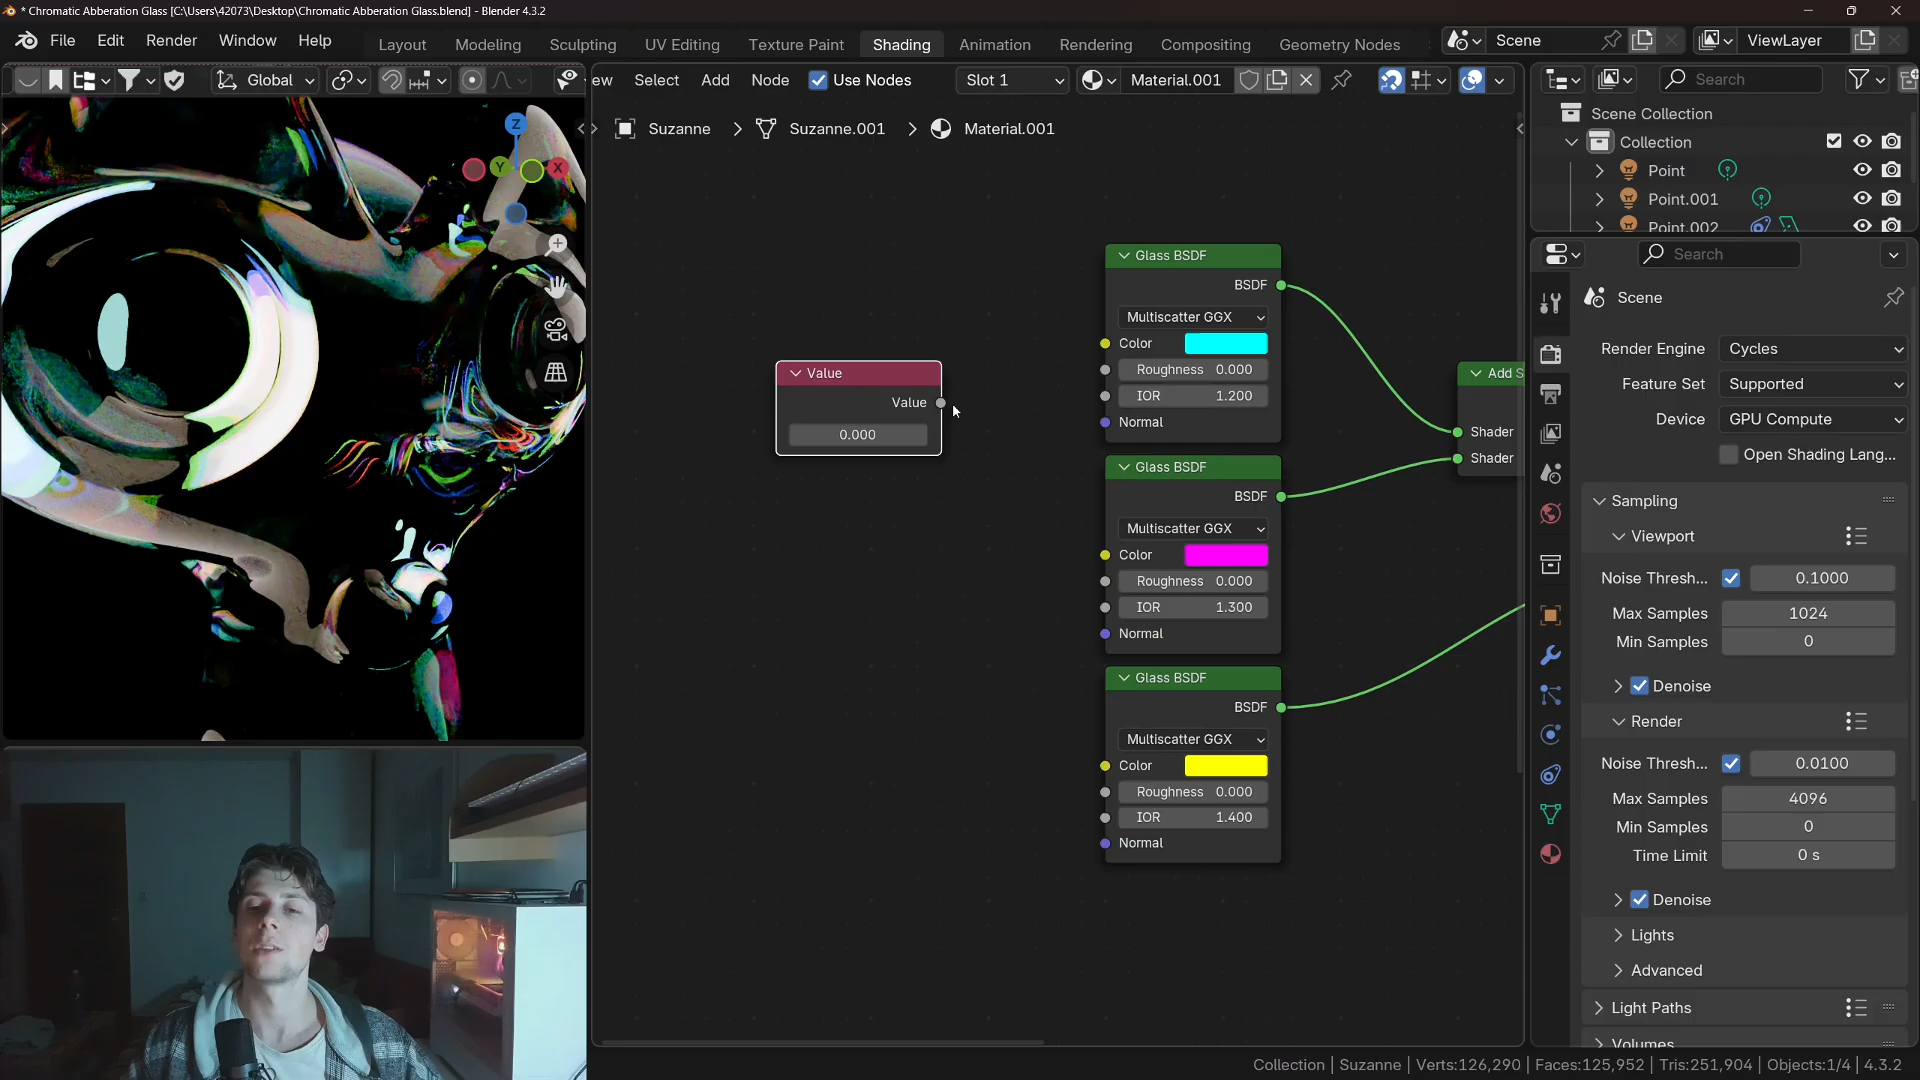 * Chromatic Abberation Glass [C:\Users\42073\Desktop\Chromatic Abberation Glass.blend] - Blender 4.3.2
File Edit Render Window Help Layout Modeling Sculpting UV Editing Texture Paint Shading Animation Rendering Compositing Geometry Nodes Scene ViewLayer
Global ew Select Add Node Use Nodes Slot 1 Material.001 Search
Suzanne > Suzanne.001 > Material.001
Scene Collection
Collection
Point
Point.001
Point.002
Z
Y
X
Value
Value
0.000
Glass BSDF
BSDF
Multiscatter GGX
Color
Roughness 0.000
IOR 1.200
Normal
Glass BSDF
BSDF
Multiscatter GGX
Color
Roughness 0.000
IOR 1.300
Normal
Glass BSDF
BSDF
Multiscatter GGX
Color
Roughness 0.000
IOR 1.400
Normal
Add S
Shader
Shader
Search
Scene
Render Engine Cycles
Feature Set Supported
Device GPU Compute
Open Shading Lang...
Sampling
Viewport
Noise Thresh... 0.1000
Max Samples 1024
Min Samples 0
Denoise
Render
Noise Thresh... 0.0100
Max Samples 4096
Min Samples 0
Time Limit 0 s
Denoise
Lights
Advanced
Light Paths
Volumes
Collection | Suzanne | Verts:126,290 | Faces:125,952 | Tris:251,904 | Objects:1/4 | 4.3.2